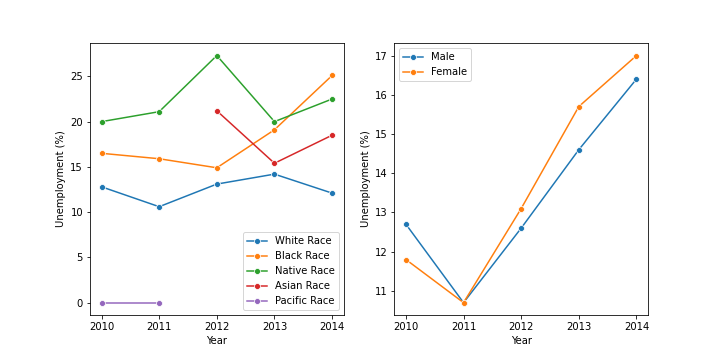 25
20
15
10
5
0
Unemployment (%)
2010 2011 2012 2013 2014
Year
White Race
Black Race
Native Race
Asian Race
Pacific Race
17
16
15
14
13
12
11
Unemployment (%)
2010 2011 2012 2013 2014
Year
Male
Female